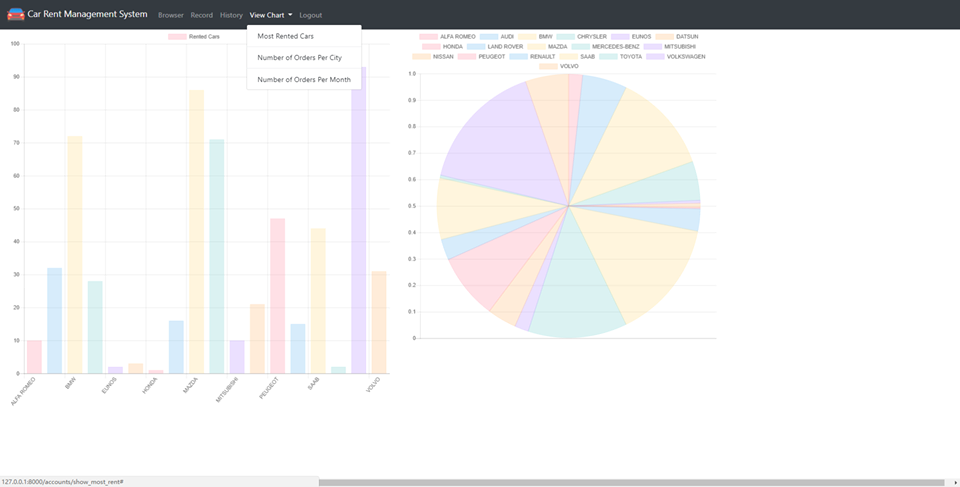 Car Rent Management System Browser Record History View Chart Logout
Most Rented Cars
Number of Orders Per City
Number of Orders Per Month
Rented Cars
100
90
80
70
60
50
40
30
20
10
0
ALFA ROMEO BMW EUNOS HONDA MAZDA MITSUBISHI PEUGEOT SAAB VOLVO
ALFA ROMEO AUDI BMW CHRYSLER EUNOS DATSUN
HONDA LAND ROVER MAZDA MERCEDES-BENZ MITSUBISHI
NISSAN PEUGEOT RENAULT SAAB TOYOTA VOLKSWAGEN
VOLVO
1.0
0.9
0.8
0.7
0.6
0.5
0.4
0.3
0.2
0.1
0
127.0.0.1:8000/accounts/show_most_rent#